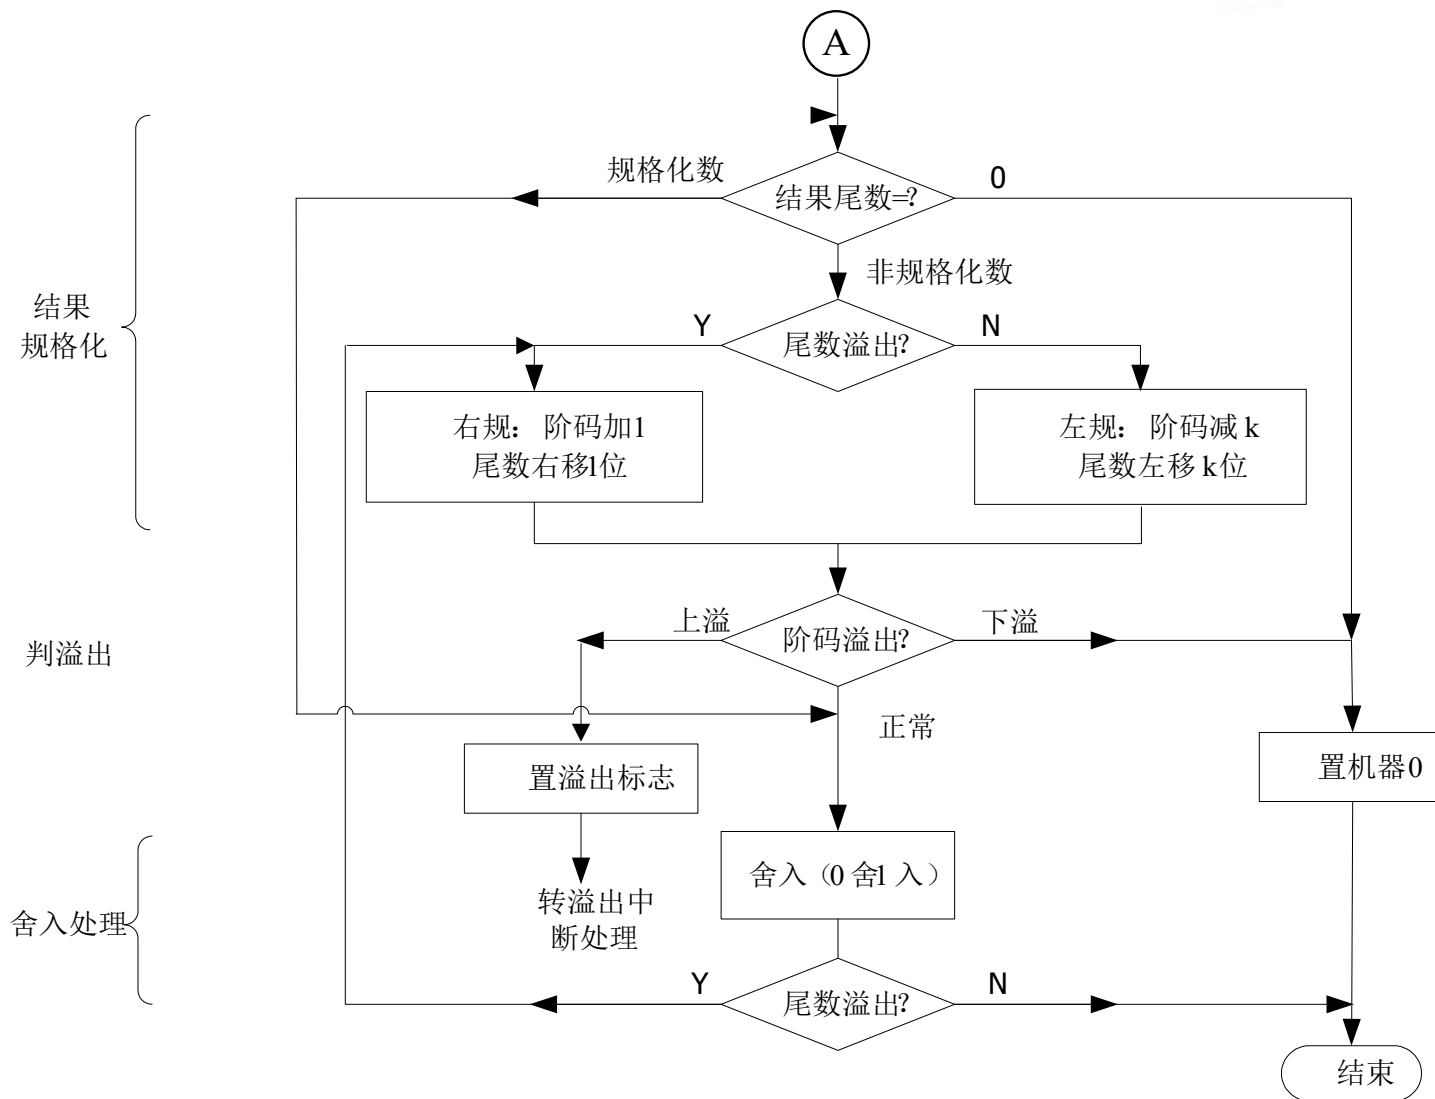 A
规格化数
0
结果尾数=?
非规格化数
结果
规格化
Y
N
尾数溢出?
右规：阶码加1
尾数右移1位
左规：阶码减 k
尾数左移 k位
上溢
阶码溢出?
下溢
判溢出
正常
置溢出标志
置机器0
舍入（0 舍1 入）
转溢出中
断处理
舍入处理
Y
N
尾数溢出?
结束